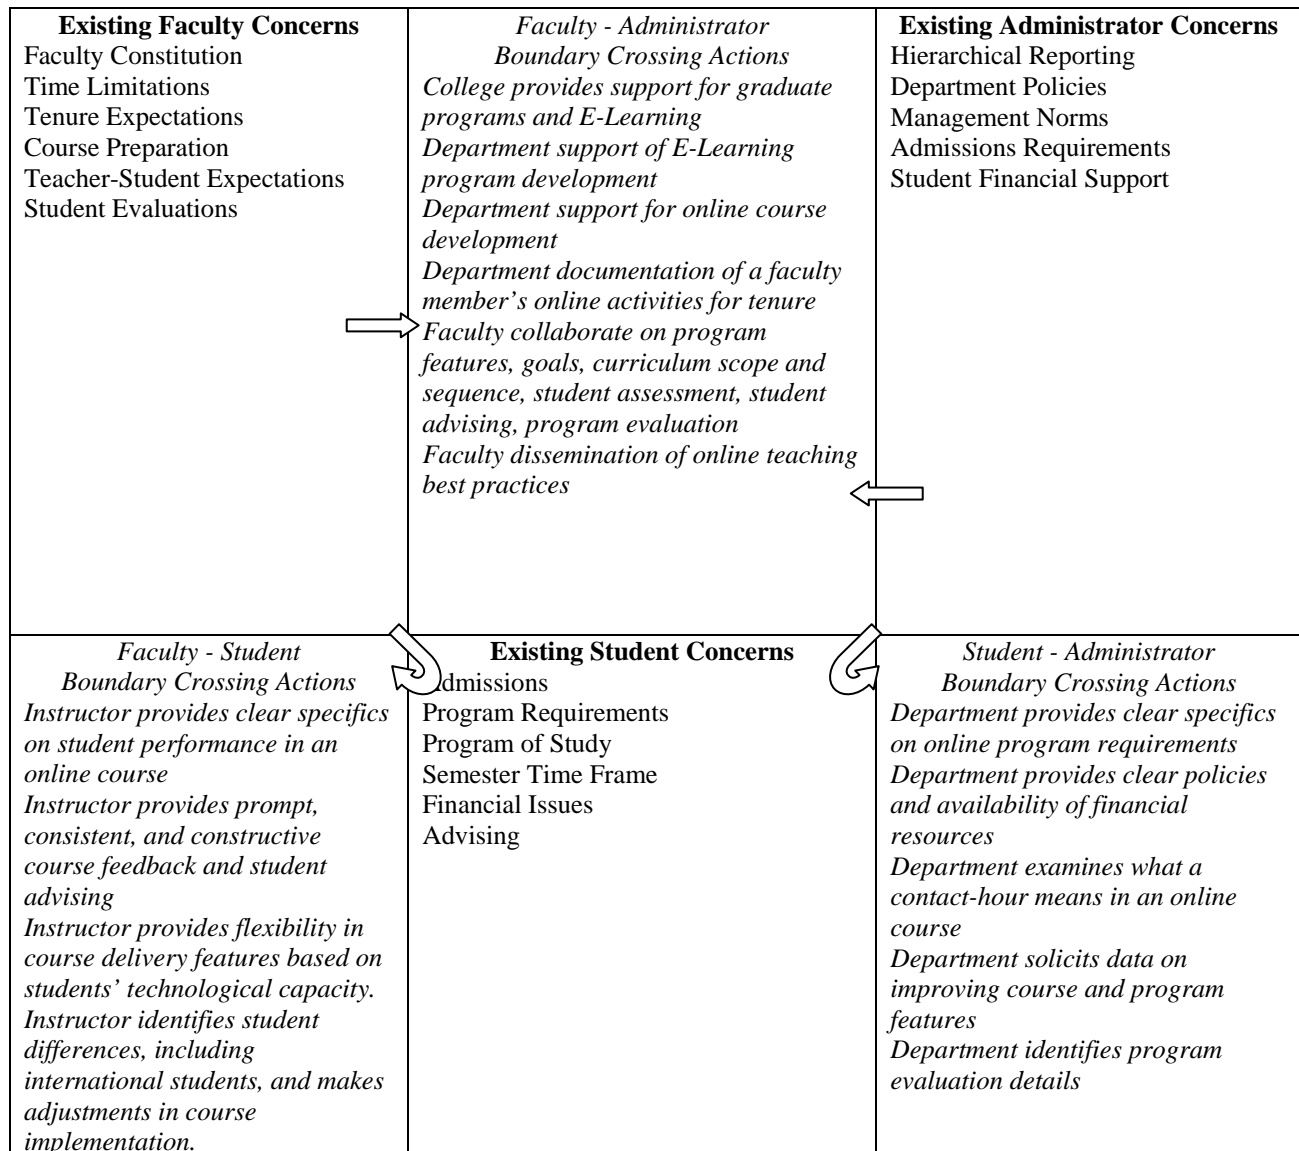 Existing Faculty Concerns
Faculty Constitution
Time Limitations
Tenure Expectations
Course Preparation
Teacher-Student Expectations
Student Evaluations
Faculty - Administrator
Boundary Crossing Actions
College provides support for graduate
programs and E-Learning
Department support of E-Learning
program development
Department support for online course
development
Department documentation of a faculty
member’s online activities for tenure
Faculty collaborate on program
features, goals, curriculum scope and
sequence, student assessment, student
advising, program evaluation
Faculty dissemination of online teaching
best practices
Existing Administrator Concerns
Hierarchical Reporting
Department Policies
Management Norms
Admissions Requirements
Student Financial Support
Faculty - Student
Boundary Crossing Actions
Instructor provides clear specifics
on student performance in an
online course
Instructor provides prompt,
consistent, and constructive
course feedback and student
advising
Instructor provides flexibility in
course delivery features based on
students’ technological capacity.
Instructor identifies student
differences, including
international students, and makes
adjustments in course
implementation.
Existing Student Concerns
Admissions
Program Requirements
Program of Study
Semester Time Frame
Financial Issues
Advising
Student - Administrator
Boundary Crossing Actions
Department provides clear specifics
on online program requirements
Department provides clear policies
and availability of financial
resources
Department examines what a
contact-hour means in an online
course
Department solicits data on
improving course and program
features
Department identifies program
evaluation details